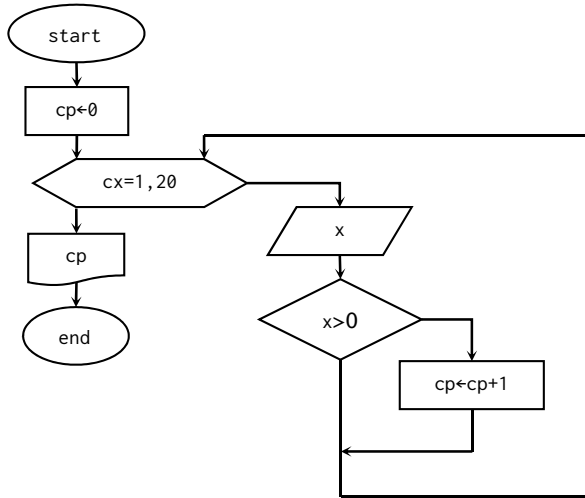 start
cp←0
cx=1,20
x
cp
x>0
end
cp←cp+1